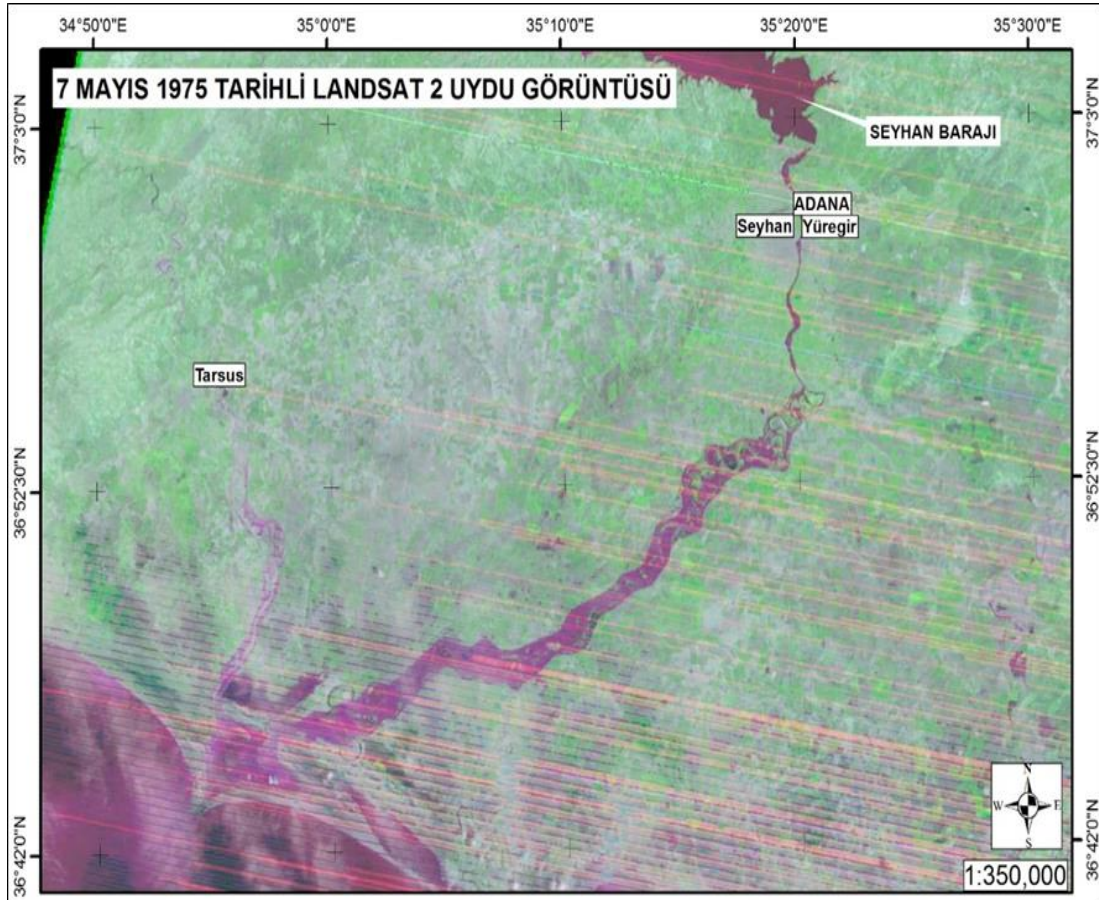 34°50'0"E 35°0'0"E 35°10'0"E 35°20'0"E 35°30'0"E
7 MAYIS 1975 TARİHLİ LANDSAT 2 UYDU GÖRÜNTÜSÜ
37°3'0"N
37°3'0"N
SEYHAN BARAJI
ADANA
Seyhan Yüregir
Tarsus
36°52'30"N
36°52'30"N
N
W E
S
36°42'0"N
36°42'0"N
1:350,000